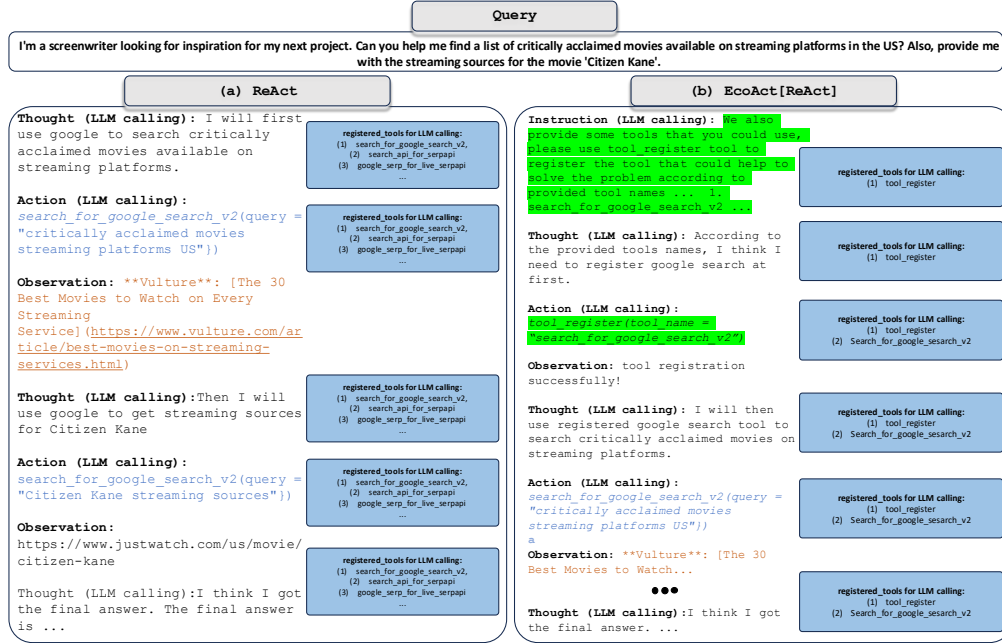 Query
I'm a screenwriter looking for inspiration for my next project. Can you help me find a list of critically acclaimed movies available on streaming platforms in the US? Also, provide me
with the streaming sources for the movie 'Citizen Kane'.
(a) ReAct
Thought (LLM calling): I will first
use google to search critically
acclaimed movies available on
streaming platforms.
registered_tools for LLM calling:
(1) search_for_google_search_v2,
(2) search_api_for_serpapi
(3) google_serp_for_live_serpapi
...
Action (LLM calling):
search_for_google_search_v2(query =
"critically acclaimed movies
streaming platforms US"})
registered_tools for LLM calling:
(1) search_for_google_search_v2,
(2) search_api_for_serpapi
(3) google_serp_for_live_serpapi
...
Observation: **Vulture**: [The 30
Best Movies to Watch on Every
Streaming
Service](https://www.vulture.com/ar
ticle/best-movies-on-streaming-
services.html)
Thought (LLM calling):Then I will
use google to get streaming sources
for Citizen Kane
registered_tools for LLM calling:
(1) search_for_google_search_v2,
(2) search_api_for_serpapi
(3) google_serp_for_live_serpapi
...
Action (LLM calling):
search_for_google_search_v2(query =
"Citizen Kane streaming sources"})
registered_tools for LLM calling:
(1) search_for_google_search_v2,
(2) search_api_for_serpapi
(3) google_serp_for_live_serpapi
...
Observation:
https://www.justwatch.com/us/movie/
citizen-kane
Thought (LLM calling):I think I got
the final answer. The final answer
is ...
registered_tools for LLM calling:
(1) search_for_google_search_v2,
(2) search_api_for_serpapi
(3) google_serp_for_live_serpapi
...
(b) EcoAct[ReAct]
Instruction (LLM calling): We also
provide some tools that you could use,
please use tool_register tool to
register the tool that could help to
solve the problem according to
provided tool names ... 1.
search_for_google_search_v2 ...
registered_tools for LLM calling:
(1) tool_register
Thought (LLM calling): According to
the provided tools names, I think I
need to register google search at
first.
registered_tools for LLM calling:
(1) tool_register
Action (LLM calling):
tool_register(tool_name =
"search_for_google_search_v2")
registered_tools for LLM calling:
(1) tool_register
(2) Search_for_google_sesarch_v2
Observation: tool registration
successfully!
Thought (LLM calling): I will then
use registered google search tool to
search critically acclaimed movies on
streaming platforms.
registered_tools for LLM calling:
(1) tool_register
(2) Search_for_google_sesarch_v2
Action (LLM calling):
search_for_google_search_v2(query =
"critically acclaimed movies
streaming platforms US"})
a
registered_tools for LLM calling:
(1) tool_register
(2) Search_for_google_sesarch_v2
Observation: **Vulture**: [The 30
Best Movies to Watch...
•••
Thought (LLM calling):I think I got
the final answer. ...
registered_tools for LLM calling:
(1) tool_register
(2) Search_for_google_sesarch_v2